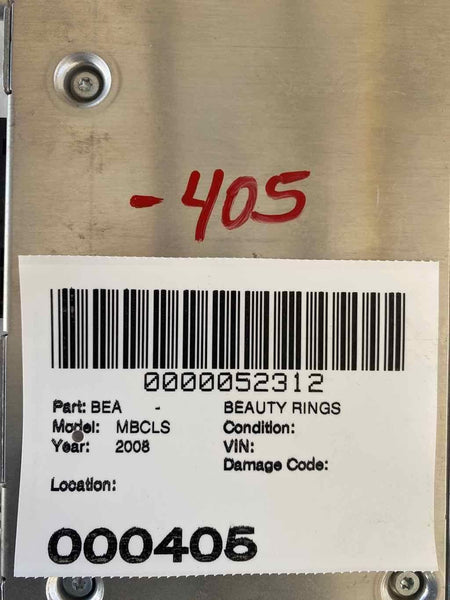 -405
0000052312
Part: BEA - BEAUTY RINGS
Model: MBCLS Condition:
Year: 2008 VIN:
Damage Code:
Location:
000405